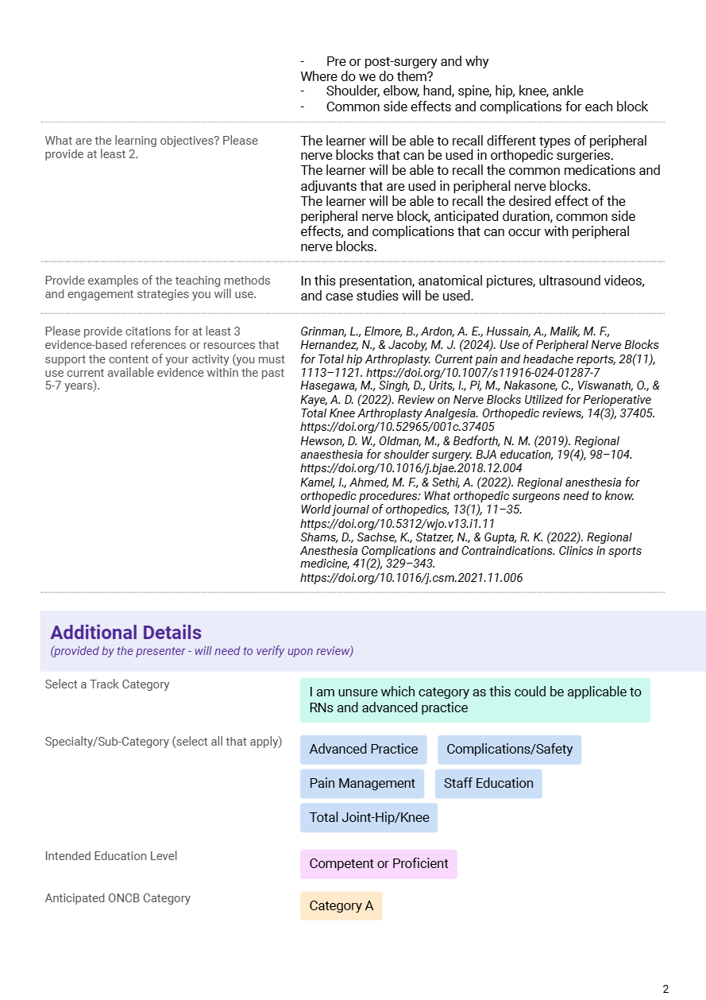 - Pre or post-surgery and why
Where do we do them?
- Shoulder, elbow, hand, spine, hip, knee, ankle
- Common side effects and complications for each block
What are the learning objectives? Please
provide at least 2.
The learner will be able to recall different types of peripheral
nerve blocks that can be used in orthopedic surgeries.
The learner will be able to recall the common medications and
adjuvants that are used in peripheral nerve blocks.
The learner will be able to recall the desired effect of the
peripheral nerve block, anticipated duration, common side
effects, and complications that can occur with peripheral
nerve blocks.
Provide examples of the teaching methods
and engagement strategies you will use.
In this presentation, anatomical pictures, ultrasound videos,
and case studies will be used.
Please provide citations for at least 3
evidence-based references or resources that
support the content of your activity (you must
use current available evidence within the past
5-7 years).
Grinman, L., Elmore, B., Ardon, A. E., Hussain, A., Malik, M. F.,
Hernandez, N., & Jacoby, M. J. (2024). Use of Peripheral Nerve Blocks
for Total hip Arthroplasty. Current pain and headache reports, 28(11),
1113–1121. https://doi.org/10.1007/s11916-024-01287-7
Hasegawa, M., Singh, D., Urits, I., Pi, M., Nakasone, C., Viswanath, O., &
Kaye, A. D. (2022). Review on Nerve Blocks Utilized for Perioperative
Total Knee Arthroplasty Analgesia. Orthopedic reviews, 14(3), 37405.
https://doi.org/10.52965/001c.37405
Hewson, D. W., Oldman, M., & Bedforth, N. M. (2019). Regional
anaesthesia for shoulder surgery. BJA education, 19(4), 98–104.
https://doi.org/10.1016/j.bjae.2018.12.004
Kamel, I., Ahmed, M. F., & Sethi, A. (2022). Regional anesthesia for
orthopedic procedures: What orthopedic surgeons need to know.
World journal of orthopedics, 13(1), 11–35.
https://doi.org/10.5312/wjo.v13.i1.11
Shams, D., Sachse, K., Statzer, N., & Gupta, R. K. (2022). Regional
Anesthesia Complications and Contraindications. Clinics in sports
medicine, 41(2), 329–343.
https://doi.org/10.1016/j.csm.2021.11.006
Additional Details
(provided by the presenter - will need to verify upon review)
Select a Track Category
I am unsure which category as this could be applicable to
RNs and advanced practice
Specialty/Sub-Category (select all that apply)
Advanced Practice
Complications/Safety
Pain Management
Staff Education
Total Joint-Hip/Knee
Intended Education Level
Competent or Proficient
Anticipated ONCB Category
Category A
2